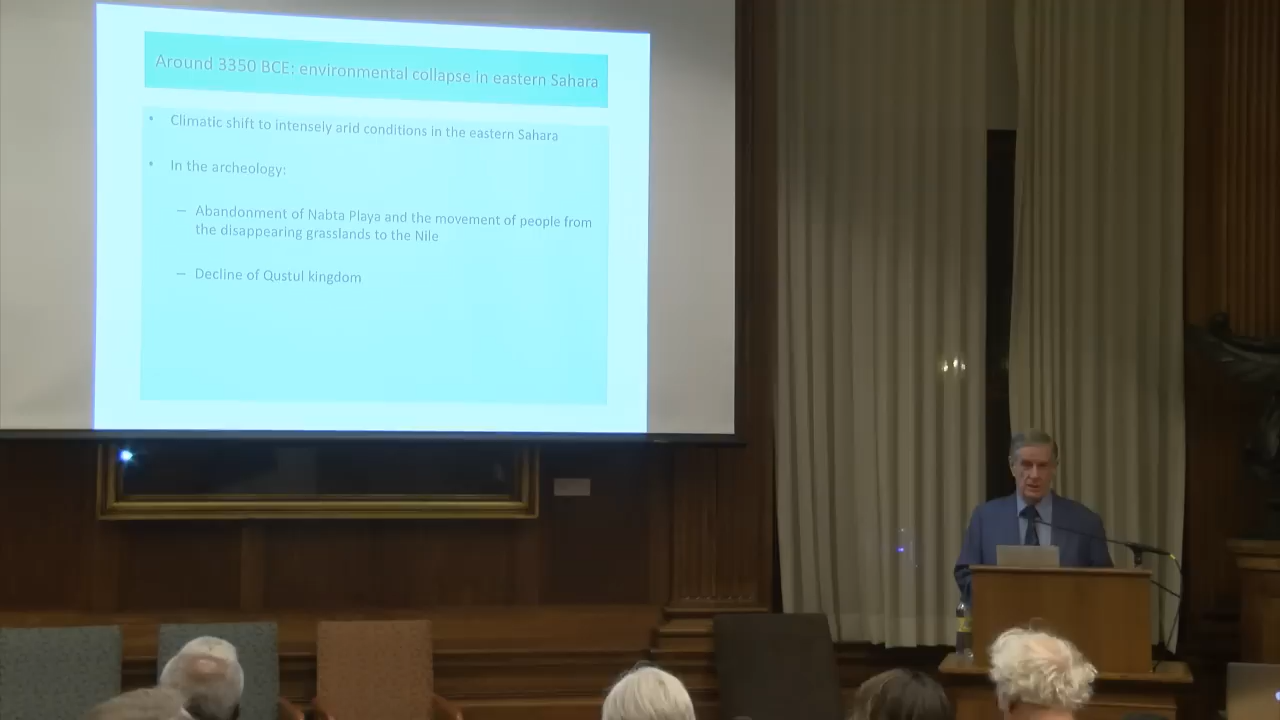 Around 3350 BCE: environmental collapse in eastern Sahara
• Climatic shift to intensely arid conditions in the eastern Sahara
• In the archeology:
– Abandonment of Nabta Playa and the movement of people from
the disappearing grasslands to the Nile
– Decline of Qustul kingdom